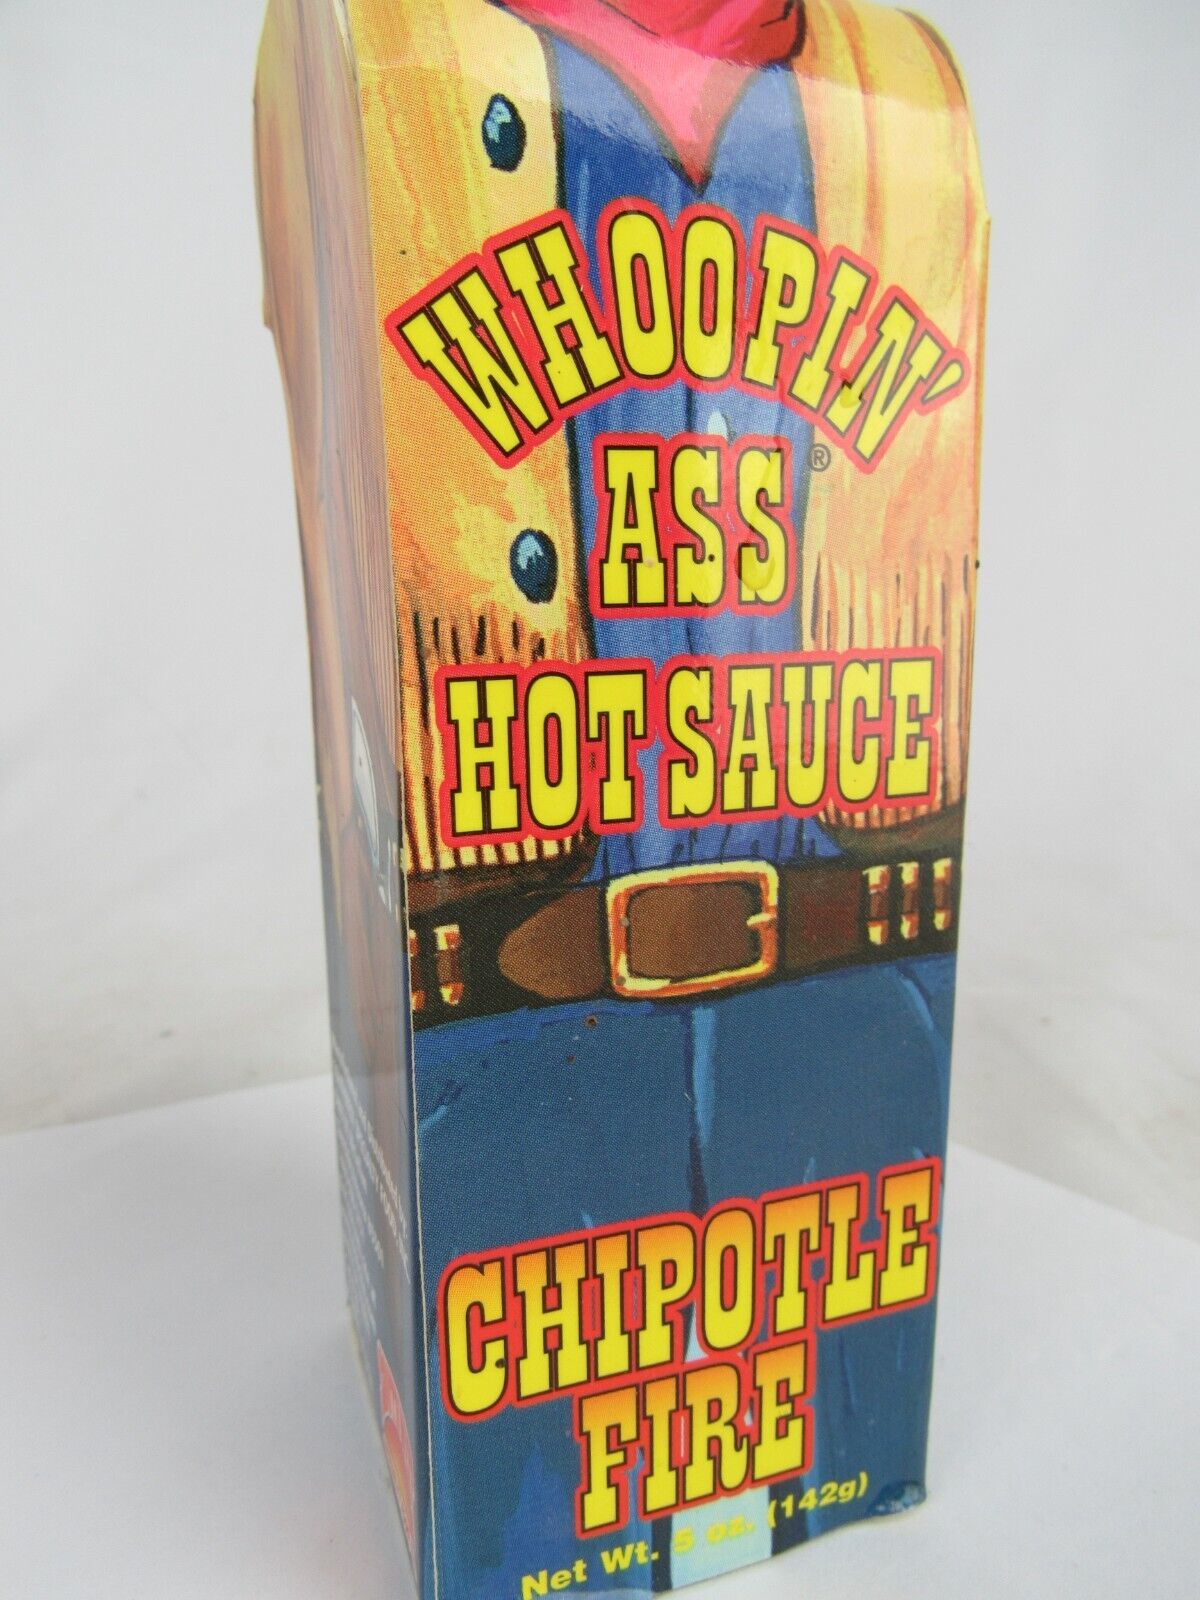 WHOOPIN'
ASS®
HOT SAUCE
CHIPOTLE
FIRE
Net Wt. 5 oz. (142g)